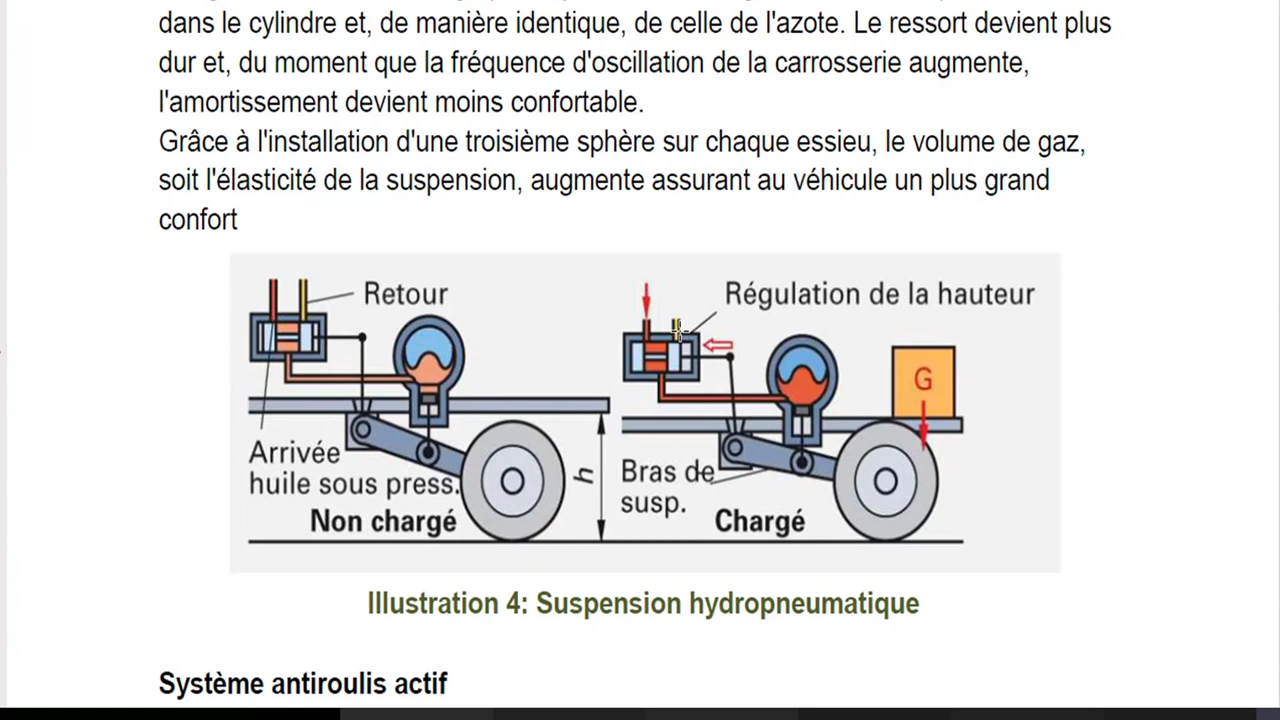 dans le cylindre et, de manière identique, de celle de l'azote. Le ressort devient plus
dur et, du moment que la fréquence d'oscillation de la carrosserie augmente,
l'amortissement devient moins confortable.
Grâce à l'installation d'une troisième sphère sur chaque essieu, le volume de gaz,
soit l'élasticité de la suspension, augmente assurant au véhicule un plus grand
confort
Retour
Arrivée
huile sous press.
Non chargé
h
Régulation de la hauteur
G
Bras de
susp.
Chargé
Illustration 4: Suspension hydropneumatique
Système antiroulis actif